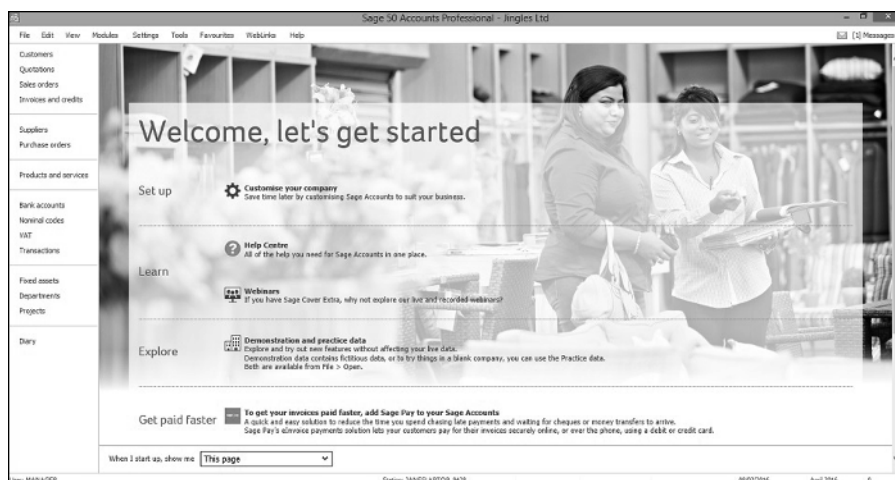 Sage 50 Accounts Professional - Jingles Ltd
File Edit View Modules Settings Tools Favourites WebLinks Help
[1] Messages
Customers
Quotations
Sales orders
Invoices and credits
Suppliers
Purchase orders
Products and services
Bank accounts
Nominal codes
VAT
Transactions
Fixed assets
Departments
Projects
Diary
Welcome, let's get started
Set up
Customise your company
Save time later by customising Sage Accounts to suit your business.
Learn
Help Centre
All of the help you need for Sage Accounts in one place.
Webinars
If you have Sage Cover Extra, why not explore our live and recorded webinars?
Explore
Demonstration and practice data
Explore and try out new features without affecting your live data.
Demonstration data contains fictitious data, or to try things in a blank company, you can use the Practice data.
Both are available from File > Open.
Get paid faster
To get your invoices paid faster, add Sage Pay to your Sage Accounts
A quick and easy solution to reduce the time you spend chasing late payments and waiting for cheques or money transfers to arrive.
Sage Pay's eInvoice payments solution lets your customers pay for their invoices securely online, or over the phone, using a debit or credit card.
When I start up, show me This page